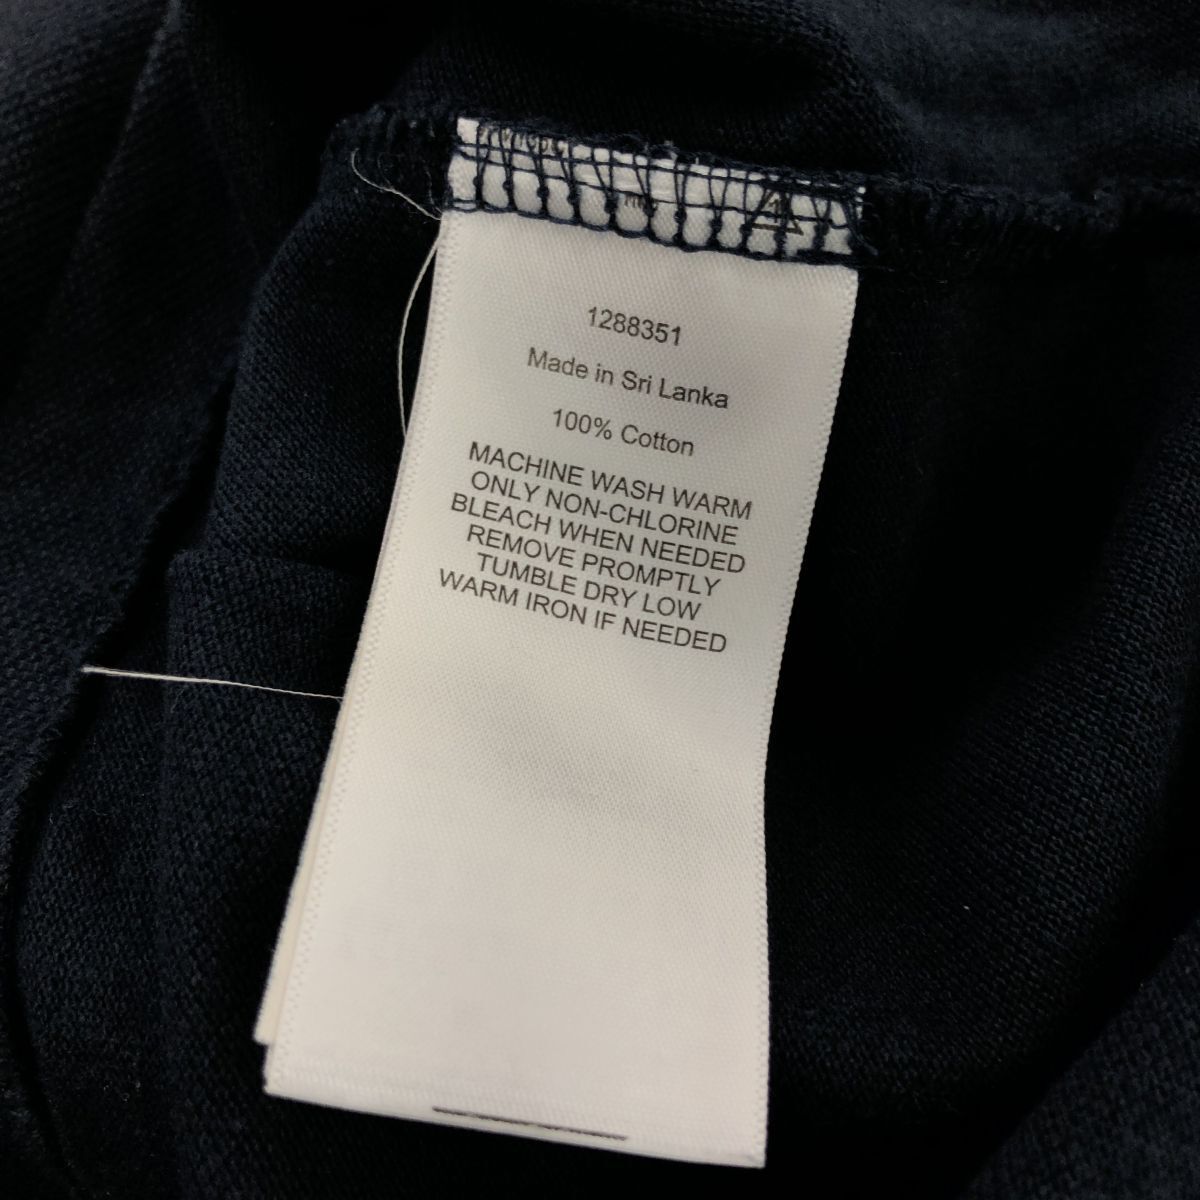 1288351
Made in Sri Lanka
100% Cotton
MACHINE WASH WARM
ONLY NON-CHLORINE
BLEACH WHEN NEEDED
REMOVE PROMPTLY
TUMBLE DRY LOW
WARM IRON IF NEEDED